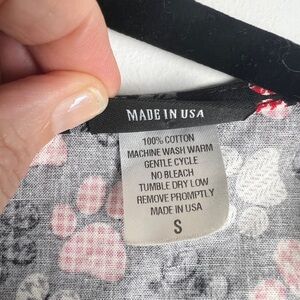 MADE IN USA
100% COTTON
MACHINE WASH WARM
GENTLE CYCLE
NO BLEACH
TUMBLE DRY LOW
REMOVE PROMPTLY
MADE IN USA
S